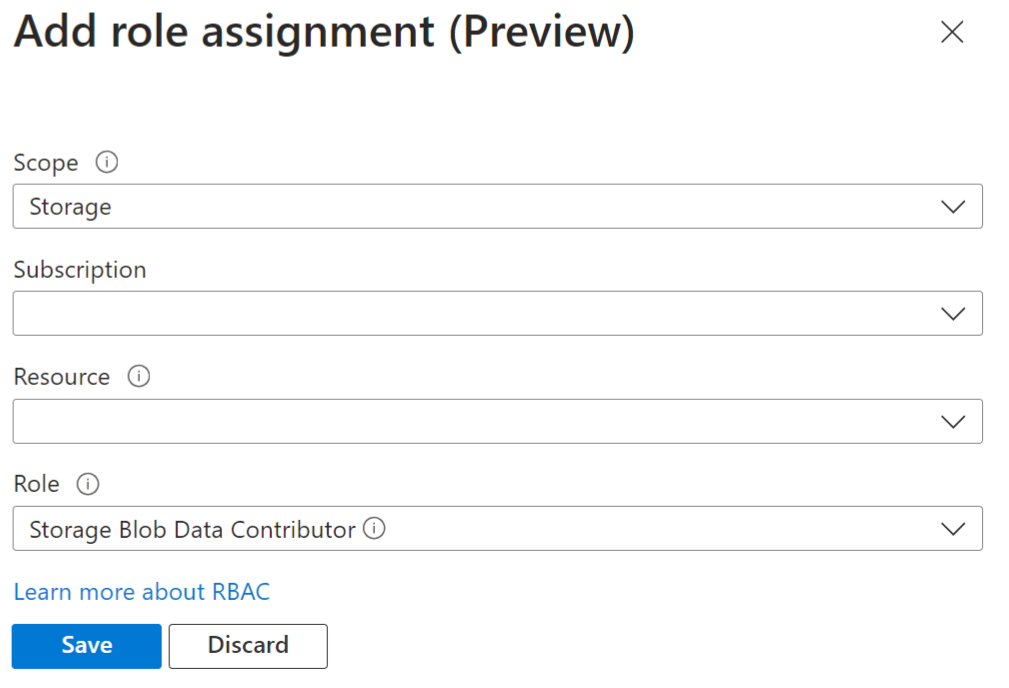 Add role assignment (Preview)
Scope
Storage
Subscription
Resource
Role
Storage Blob Data Contributor
Learn more about RBAC
Save
Discard